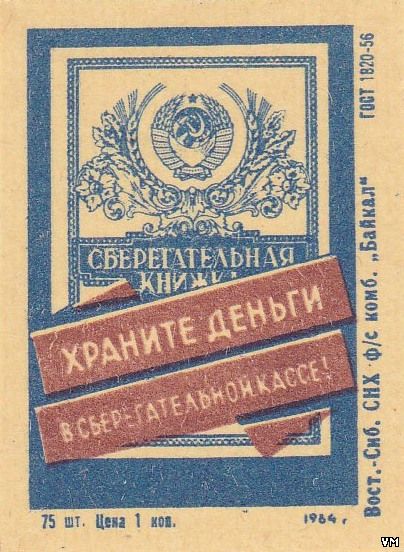 СБЕРЕГАТЕЛЬНАЯ
КНИЖКА
ХРАНИТЕ ДЕНЬГИ
В СБЕРЕГАТЕЛЬНОЙ КАССЕ!
75 шт. Цена 1 коп.
1964 г.
Вост.-Сиб. СНХ ф/с комб. „Байкал" ГОСТ 1820-56
VM